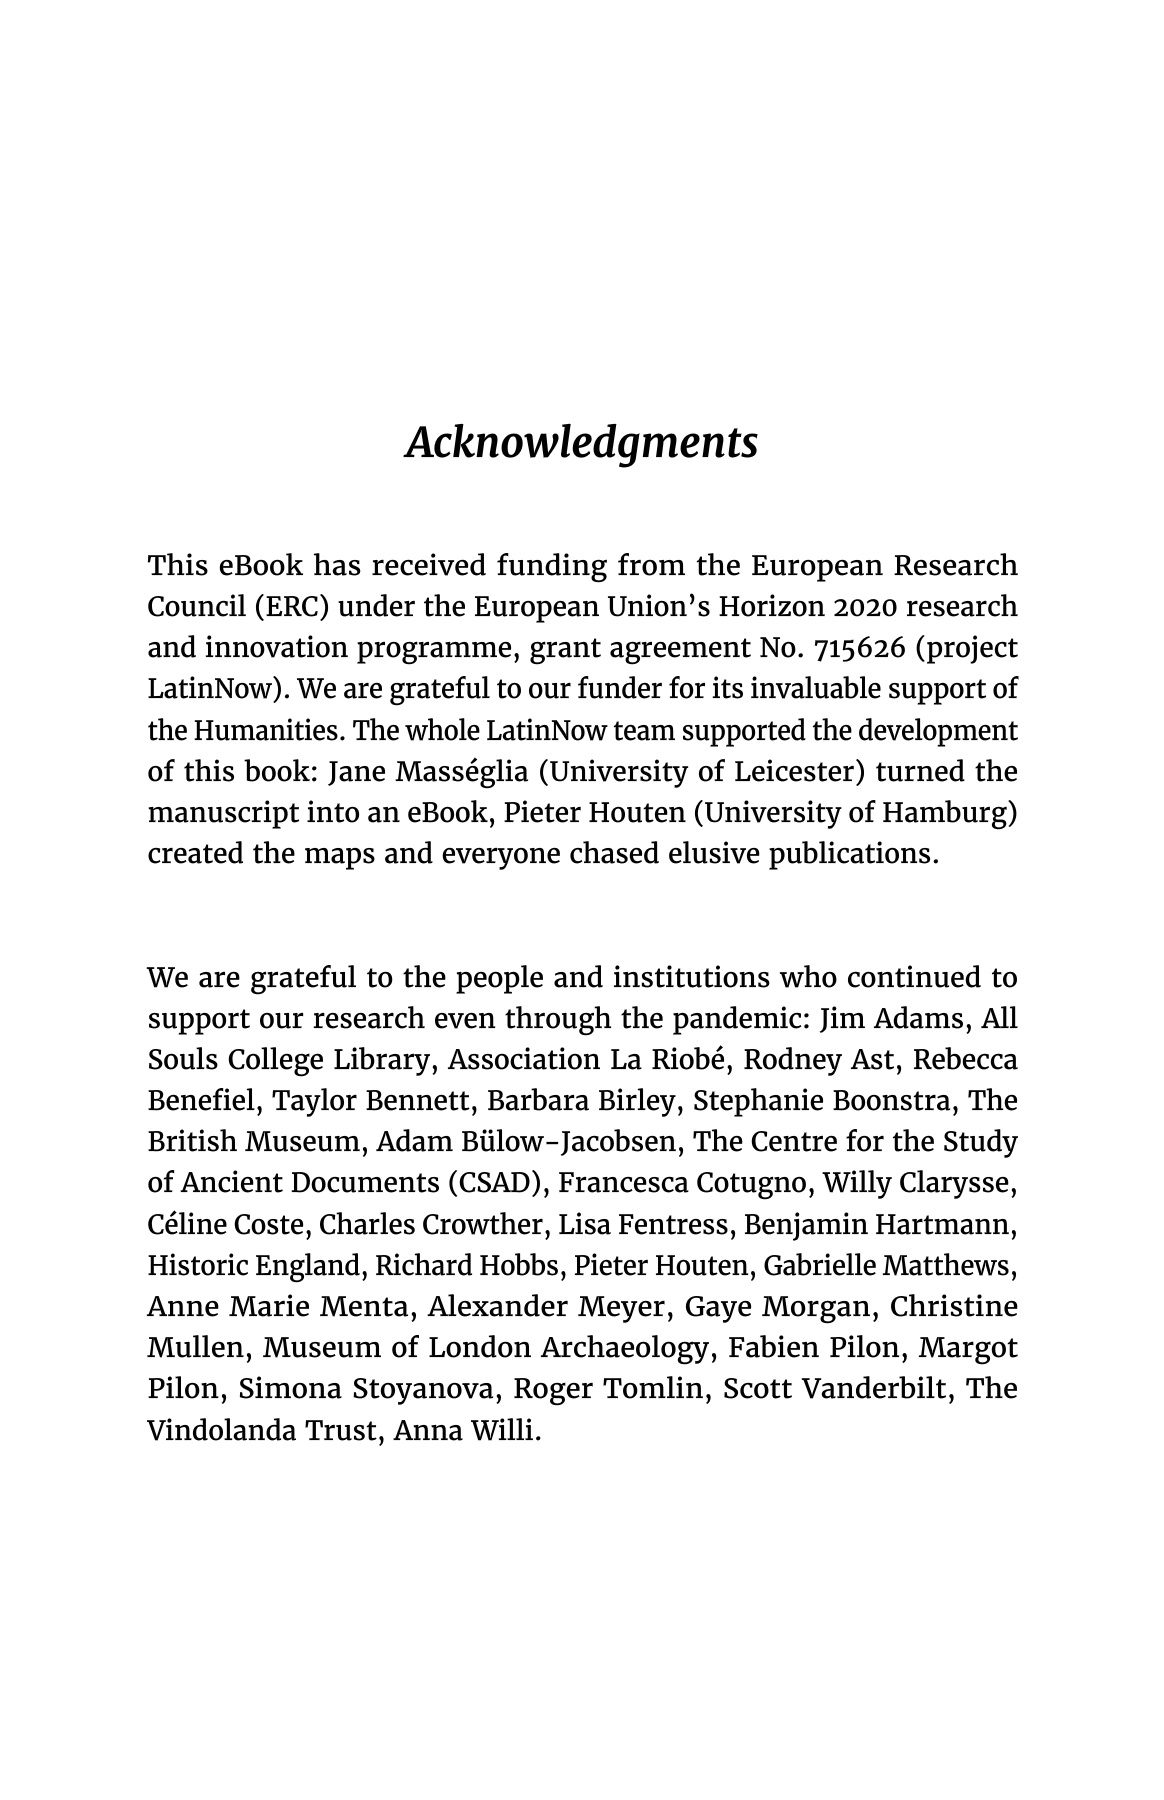 Acknowledgments
This eBook has received funding from the European Research
Council (ERC) under the European Union’s Horizon 2020 research
and innovation programme, grant agreement No. 715626 (project
LatinNow). We are grateful to our funder for its invaluable support of
the Humanities. The whole LatinNow team supported the development
of this book: Jane Masséglia (University of Leicester) turned the
manuscript into an eBook, Pieter Houten (University of Hamburg)
created the maps and everyone chased elusive publications.
We are grateful to the people and institutions who continued to
support our research even through the pandemic: Jim Adams, All
Souls College Library, Association La Riobé, Rodney Ast, Rebecca
Benefiel, Taylor Bennett, Barbara Birley, Stephanie Boonstra, The
British Museum, Adam Bülow-Jacobsen, The Centre for the Study
of Ancient Documents (CSAD), Francesca Cotugno, Willy Clarysse,
Céline Coste, Charles Crowther, Lisa Fentress, Benjamin Hartmann,
Historic England, Richard Hobbs, Pieter Houten, Gabrielle Matthews,
Anne Marie Menta, Alexander Meyer, Gaye Morgan, Christine
Mullen, Museum of London Archaeology, Fabien Pilon, Margot
Pilon, Simona Stoyanova, Roger Tomlin, Scott Vanderbilt, The
Vindolanda Trust, Anna Willi.